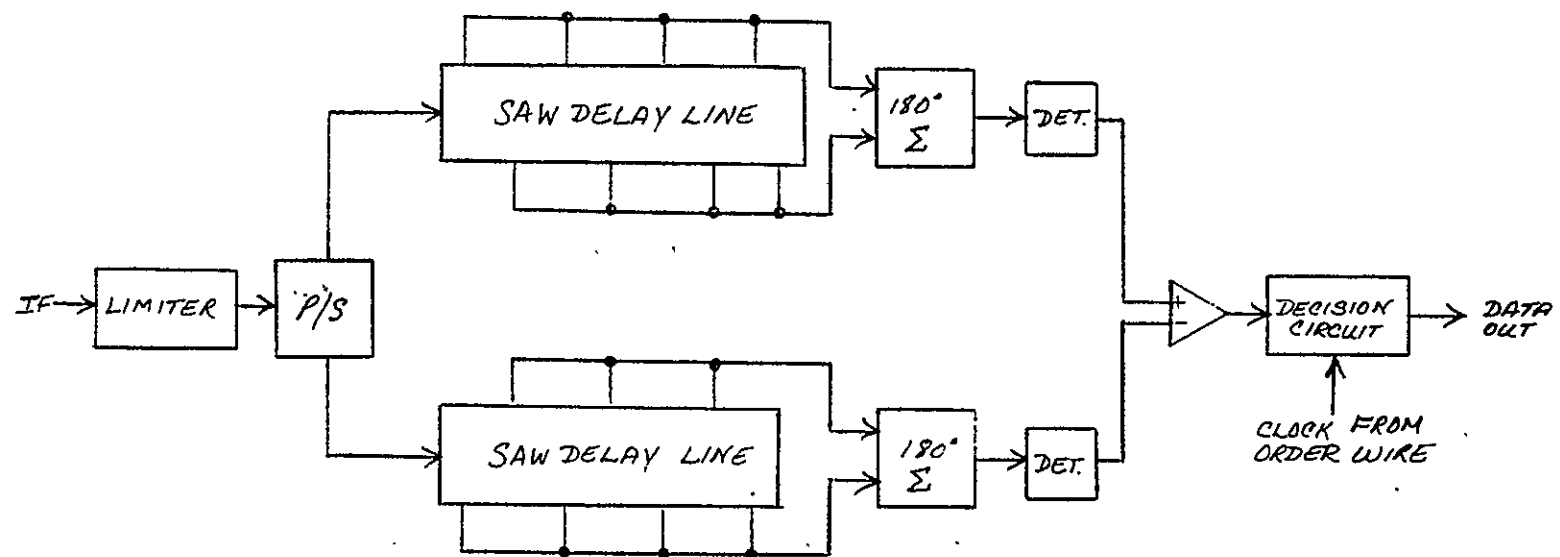 SAW DELAY LINE
180°
Σ
DET.
IF
LIMITER
P/S
+
-
DECISION
CIRCUIT
DATA
OUT
CLOCK FROM
ORDER WIRE
SAW DELAY LINE
180°
Σ
DET.